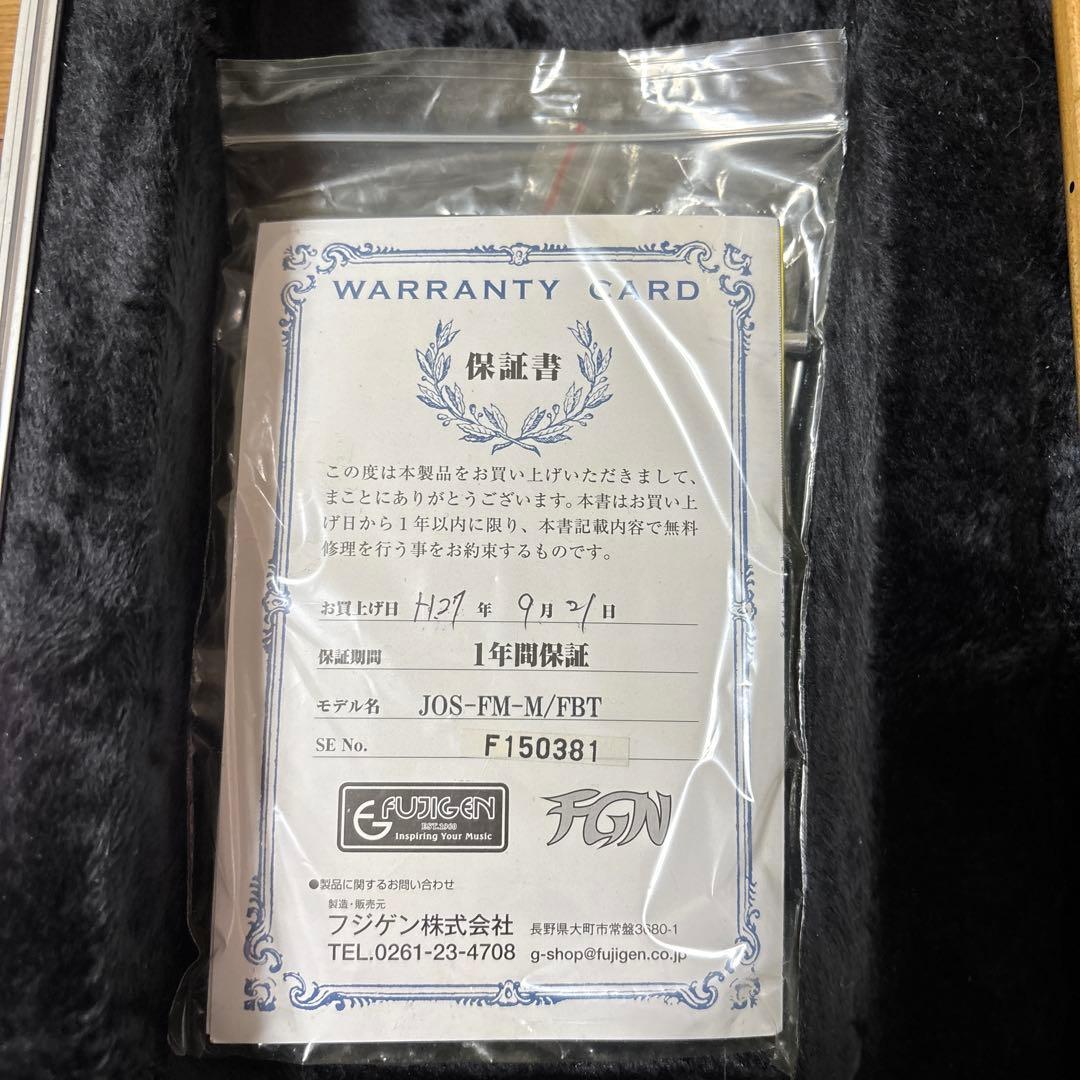 WARRANTY CARD
保証書
この度は本製品をお買い上げいただきまして、
まことにありがとうございます。本書はお買い上
げ日から1年以内に限り、本書記載内容で無料
修理を行う事をお約束するものです。
お買上げ日 H27 年 9 月 21 日
保証期間 1年間保証
モデル名 JOS-FM-M/FBT
SE No. F150381
FUJIGEN
EST.1960
Inspiring Your Music
FGN
●製品に関するお問い合わせ
製造・販売元
フジゲン株式会社 長野県大町市常盤3680-1
TEL.0261-23-4708 g-shop@fujigen.co.jp